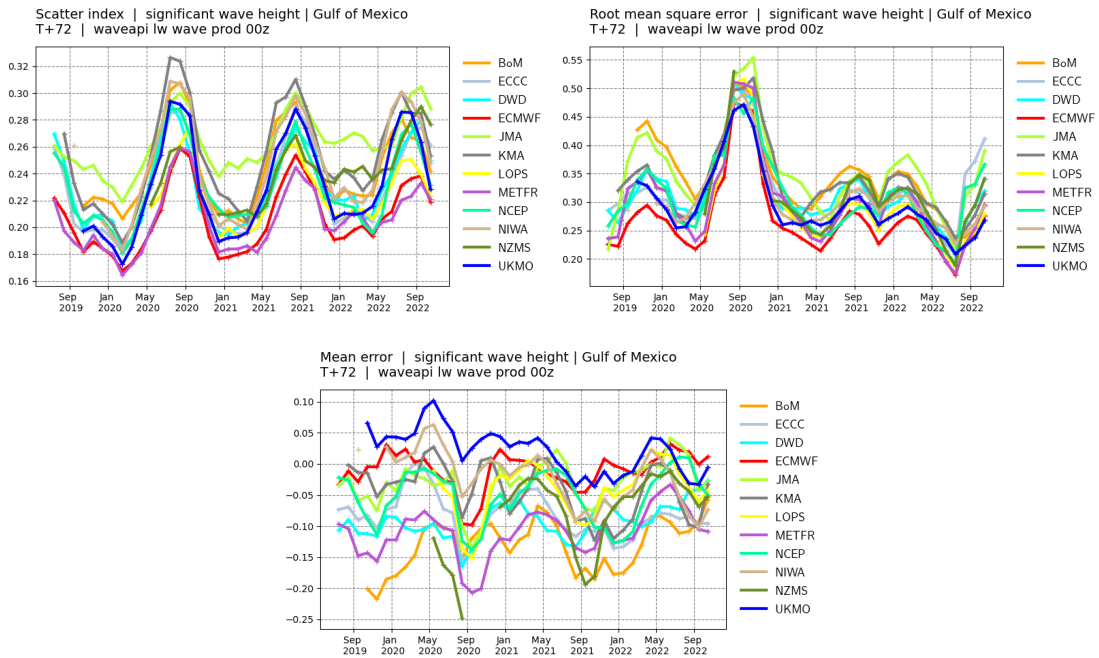 Scatter index | significant wave height | Gulf of Mexico
T+72 | waveapi lw wave prod 00z
0.32
0.30
0.28
0.26
0.24
0.22
0.20
0.18
0.16
Sep 2019
Jan 2020
May 2020
Sep 2020
Jan 2021
May 2021
Sep 2021
Jan 2022
May 2022
Sep 2022
BoM
ECCC
DWD
ECMWF
JMA
KMA
LOPS
METFR
NCEP
NIWA
NZMS
UKMO
Root mean square error | significant wave height | Gulf of Mexico
T+72 | waveapi lw wave prod 00z
0.55
0.50
0.45
0.40
0.35
0.30
0.25
0.20
Sep 2019
Jan 2020
May 2020
Sep 2020
Jan 2021
May 2021
Sep 2021
Jan 2022
May 2022
Sep 2022
BoM
ECCC
DWD
ECMWF
JMA
KMA
LOPS
METFR
NCEP
NIWA
NZMS
UKMO
Mean error | significant wave height | Gulf of Mexico
T+72 | waveapi lw wave prod 00z
0.10
0.05
0.00
−0.05
−0.10
−0.15
−0.20
−0.25
Sep 2019
Jan 2020
May 2020
Sep 2020
Jan 2021
May 2021
Sep 2021
Jan 2022
May 2022
Sep 2022
BoM
ECCC
DWD
ECMWF
JMA
KMA
LOPS
METFR
NCEP
NIWA
NZMS
UKMO